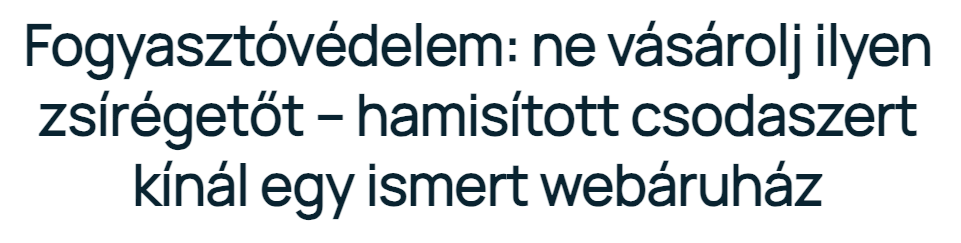 Fogyasztóvédelem: ne vásárolj ilyen
zsírégetőt – hamisított csodaszert
kínál egy ismert webáruház